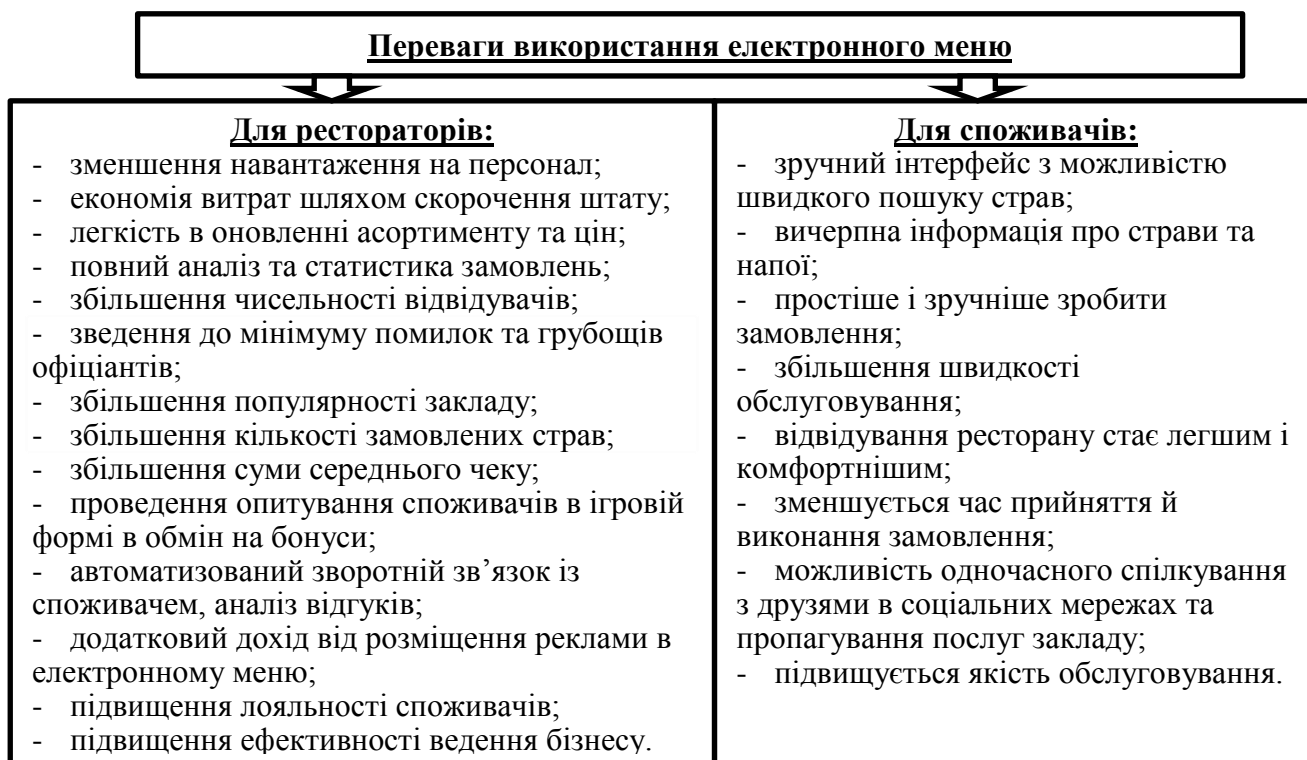 Переваги використання електронного меню
Для рестораторів:
- зменшення навантаження на персонал;
- економія витрат шляхом скорочення штату;
- легкість в оновленні асортименту та цін;
- повний аналіз та статистика замовлень;
- збільшення чисельності відвідувачів;
- зведення до мінімуму помилок та грубощів
офіціантів;
- збільшення популярності закладу;
- збільшення кількості замовлених страв;
- збільшення суми середнього чеку;
- проведення опитування споживачів в ігровій
формі в обмін на бонуси;
- автоматизований зворотній зв’язок із
споживачем, аналіз відгуків;
- додатковий дохід від розміщення реклами в
електронному меню;
- підвищення лояльності споживачів;
- підвищення ефективності ведення бізнесу.
Для споживачів:
- зручний інтерфейс з можливістю
швидкого пошуку страв;
- вичерпна інформація про страви та
напої;
- простіше і зручніше зробити
замовлення;
- збільшення швидкості
обслуговування;
- відвідування ресторану стає легшим і
комфортнішим;
- зменшується час прийняття й
виконання замовлення;
- можливість одночасного спілкування
з друзями в соціальних мережах та
пропагування послуг закладу;
- підвищується якість обслуговування.